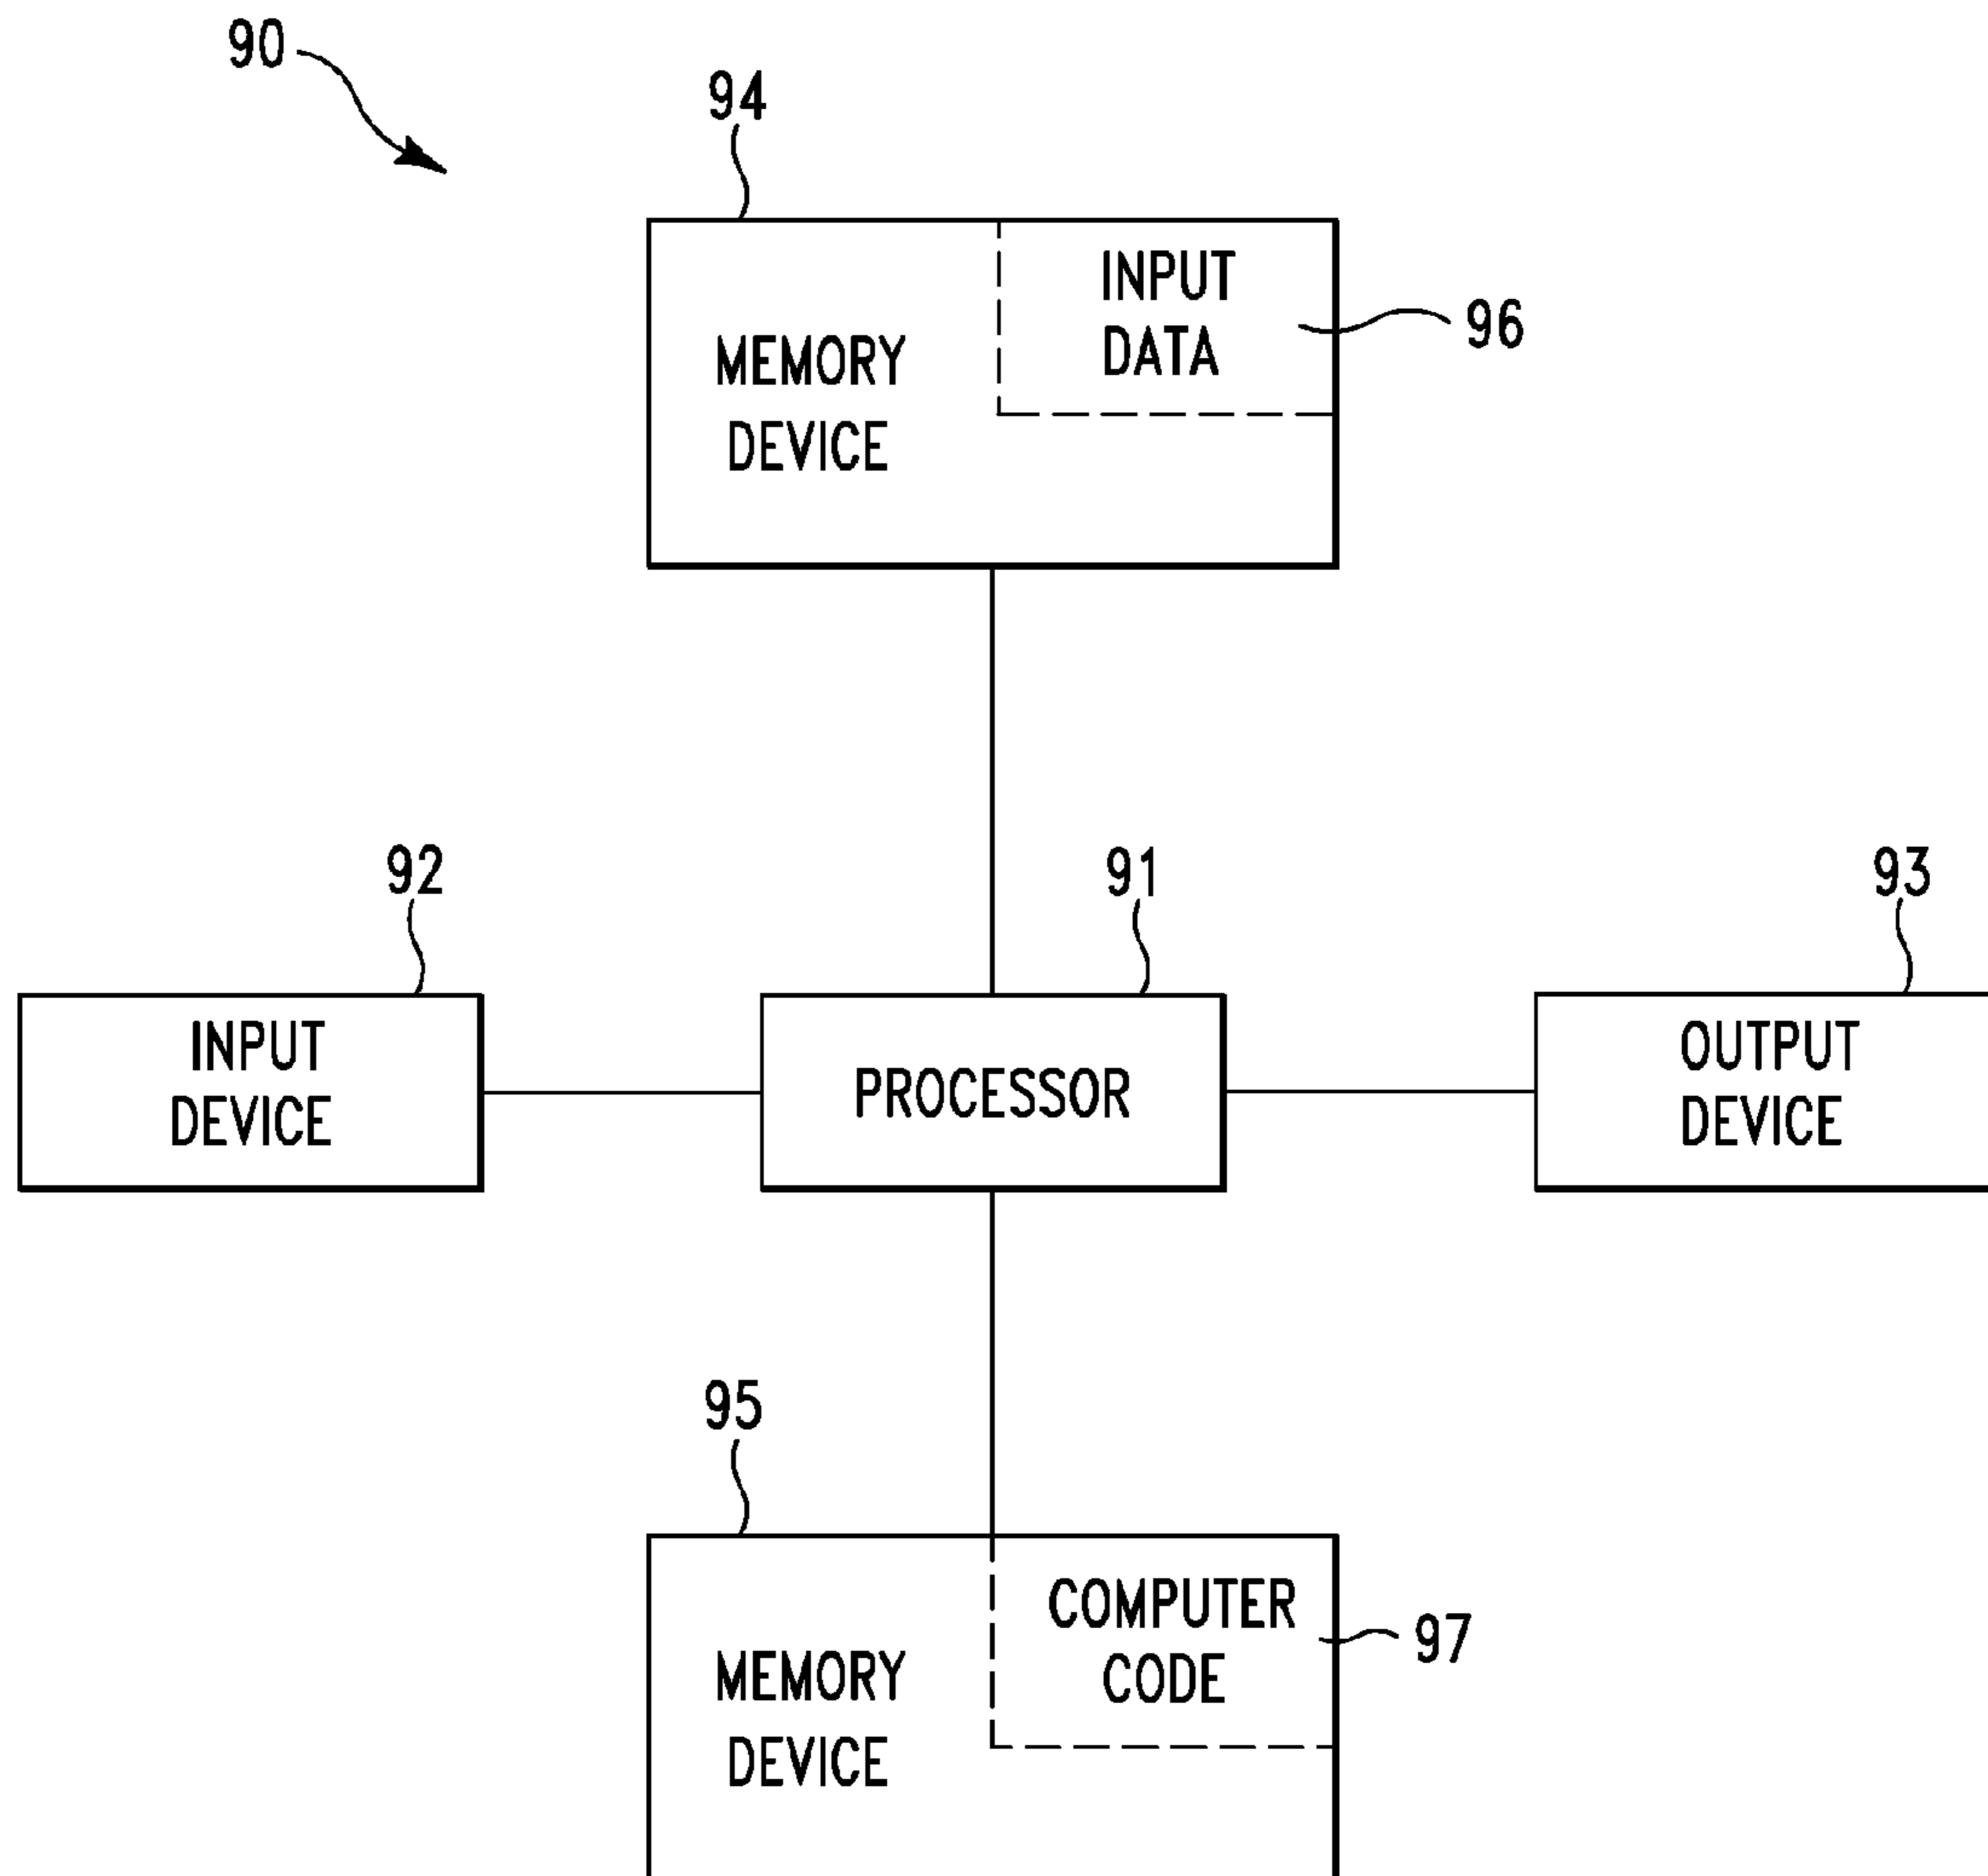 90
94
INPUT
DATA
96
MEMORY
DEVICE
92
91
93
INPUT
DEVICE
PROCESSOR
OUTPUT
DEVICE
95
COMPUTER
CODE
97
MEMORY
DEVICE